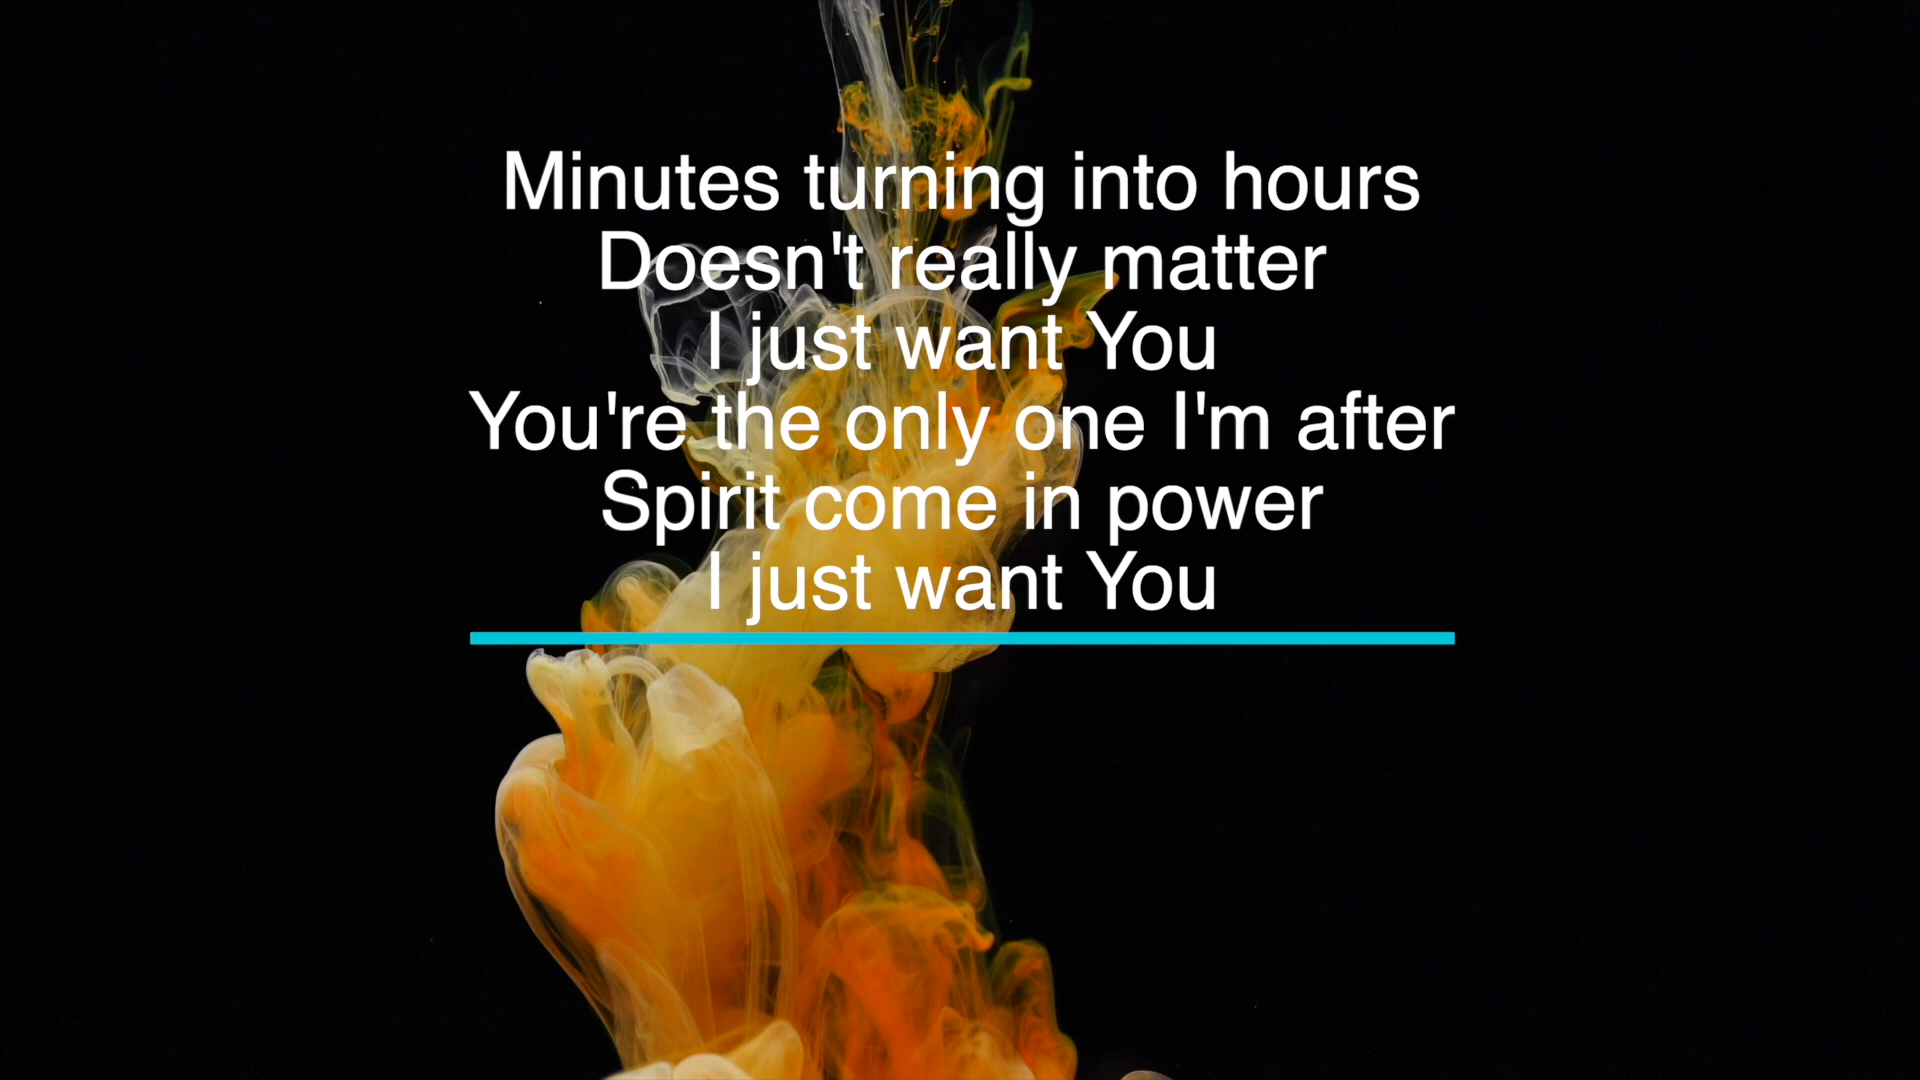 Minutes turning into hours
Doesn't really matter
I just want You
You're the only one I'm after
Spirit come in power
I just want You